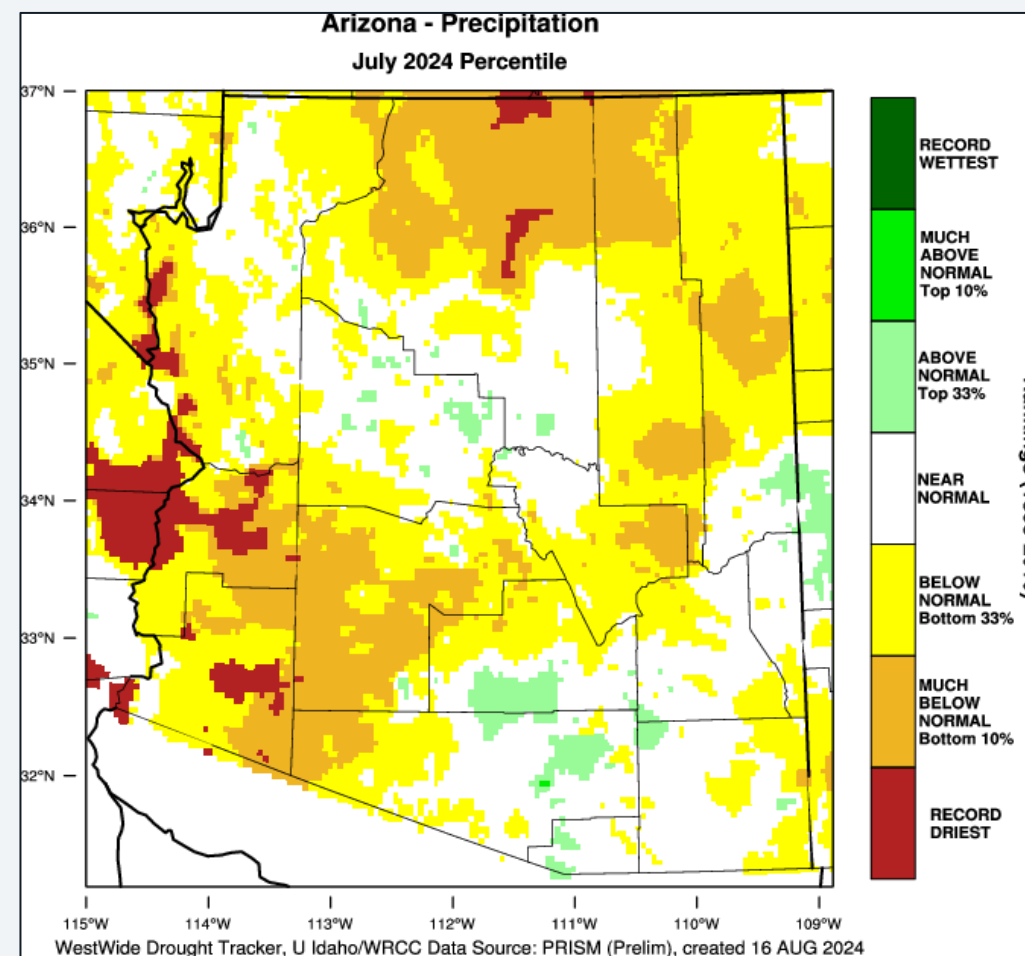 Arizona - Precipitation
July 2024 Percentile
37°N
36°N
35°N
34°N
33°N
32°N
115°W
114°W
113°W
112°W
111°W
110°W
109°W
RECORD
WETTEST
MUCH
ABOVE
NORMAL
Top 10%
ABOVE
NORMAL
Top 33%
NEAR
NORMAL
BELOW
NORMAL
Bottom 33%
MUCH
BELOW
NORMAL
Bottom 10%
RECORD
DRIEST
WestWide Drought Tracker, U Idaho/WRCC Data Source: PRISM (Prelim), created 16 AUG 2024